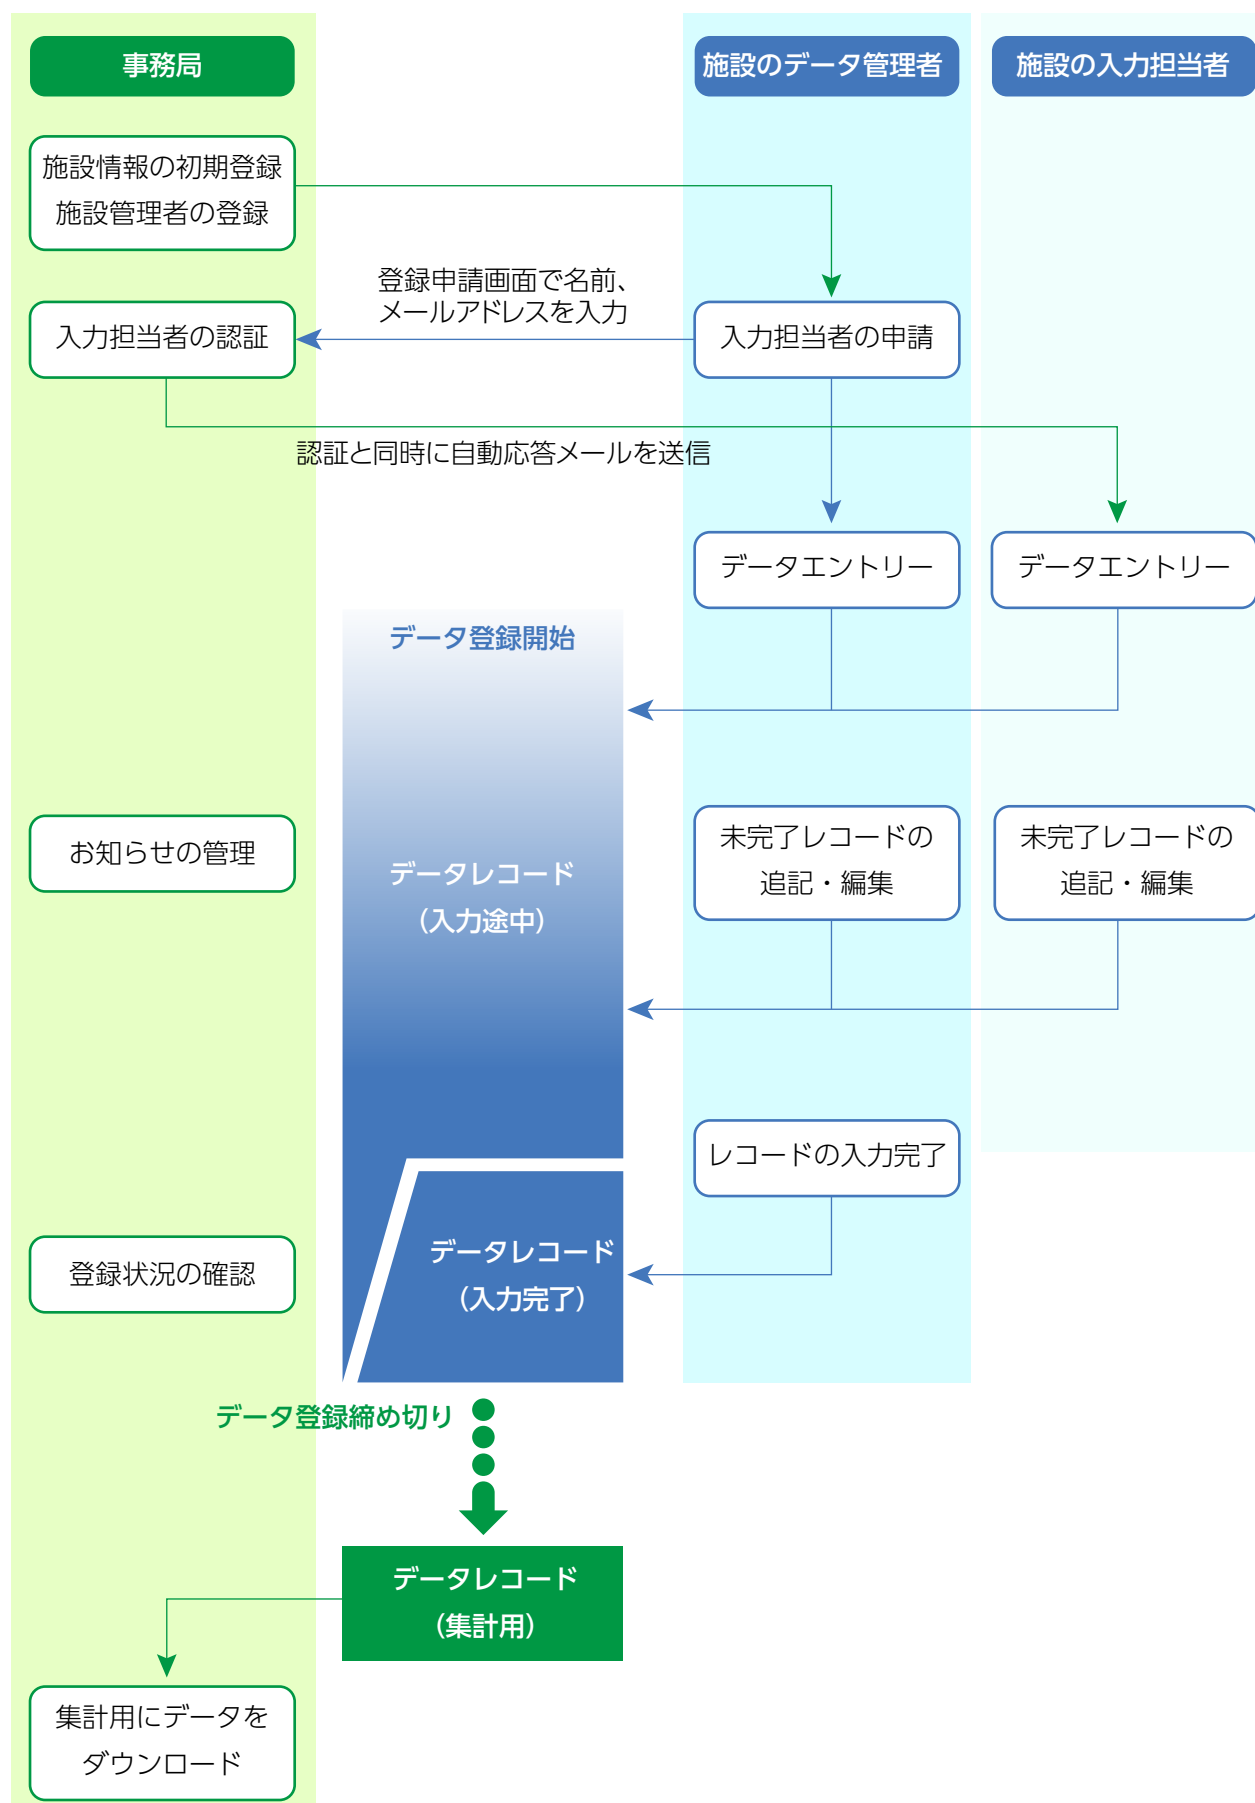 事務局
施設のデータ管理者
施設の入力担当者
施設情報の初期登録
施設管理者の登録
登録申請画面で名前、
メールアドレスを入力
入力担当者の認証
入力担当者の申請
認証と同時に自動応答メールを送信
データエントリー
データエントリー
データ登録開始
お知らせの管理
データレコード
（入力途中）
未完了レコードの
追記・編集
未完了レコードの
追記・編集
レコードの入力完了
登録状況の確認
データレコード
（入力完了）
データ登録締め切り
データレコード
（集計用）
集計用にデータを
ダウンロード